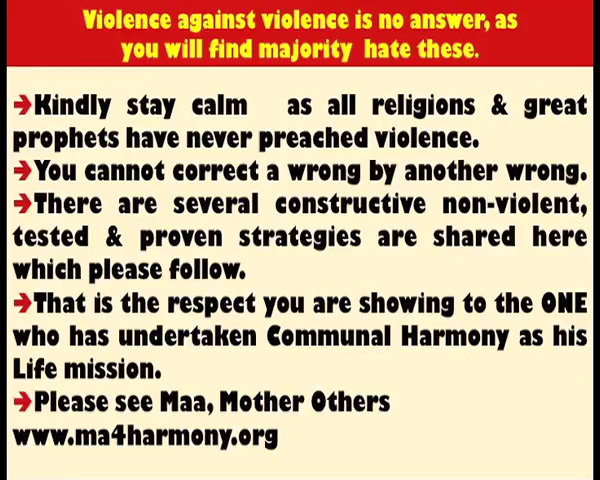 Violence against violence is no answer, as
you will find majority hate these.
➔Kindly stay calm as all religions & great
prophets have never preached violence.
➔You cannot correct a wrong by another wrong.
➔There are several constructive non-violent,
tested & proven strategies are shared here
which please follow.
➔That is the respect you are showing to the ONE
who has undertaken Communal Harmony as his
Life mission.
➔Please see Maa, Mother Others
www.ma4harmony.org